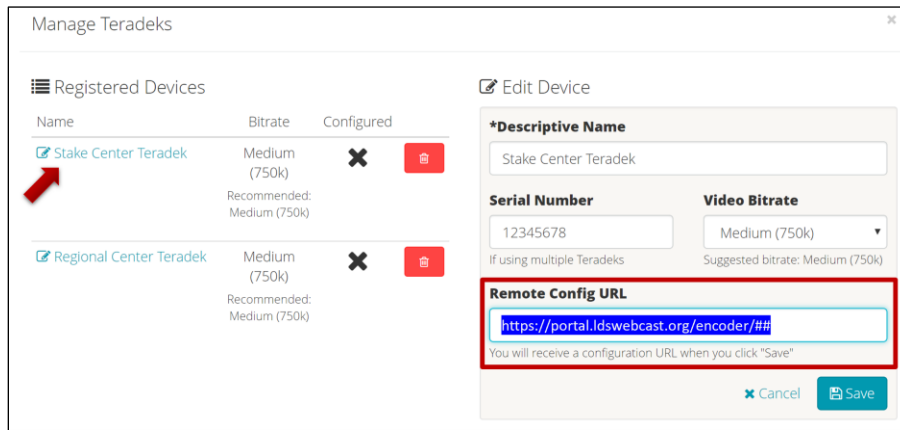 Manage Teradeks
Registered Devices
Name Bitrate Configured
Stake Center Teradek
Medium
(750k)
Recommended:
Medium (750k)
Regional Center Teradek
Medium
(750k)
Recommended:
Medium (750k)
Edit Device
*Descriptive Name
Stake Center Teradek
Serial Number Video Bitrate
12345678 Medium (750k)
If using multiple Teradeks Suggested bitrate: Medium (750k)
Remote Config URL
https://portal.ldswebcast.org/encoder/##
You will receive a configuration URL when you click "Save"
Cancel Save